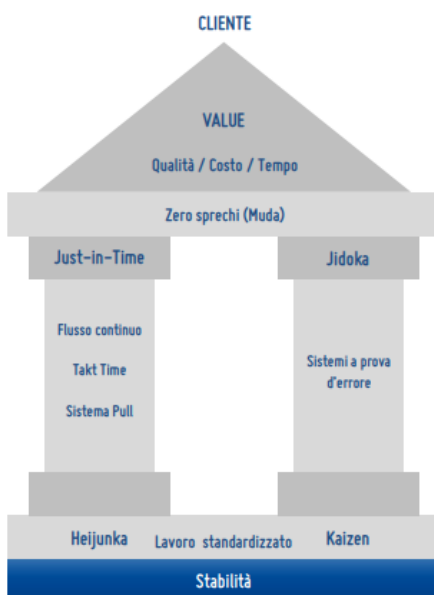 CLIENTE
VALUE
Qualità / Costo / Tempo
Zero sprechi (Muda)
Just-in-Time
Jidoka
Flusso continuo
Takt Time
Sistema Pull
Sistemi a prova
d'errore
Heijunka
Lavoro standardizzato
Kaizen
Stabilità